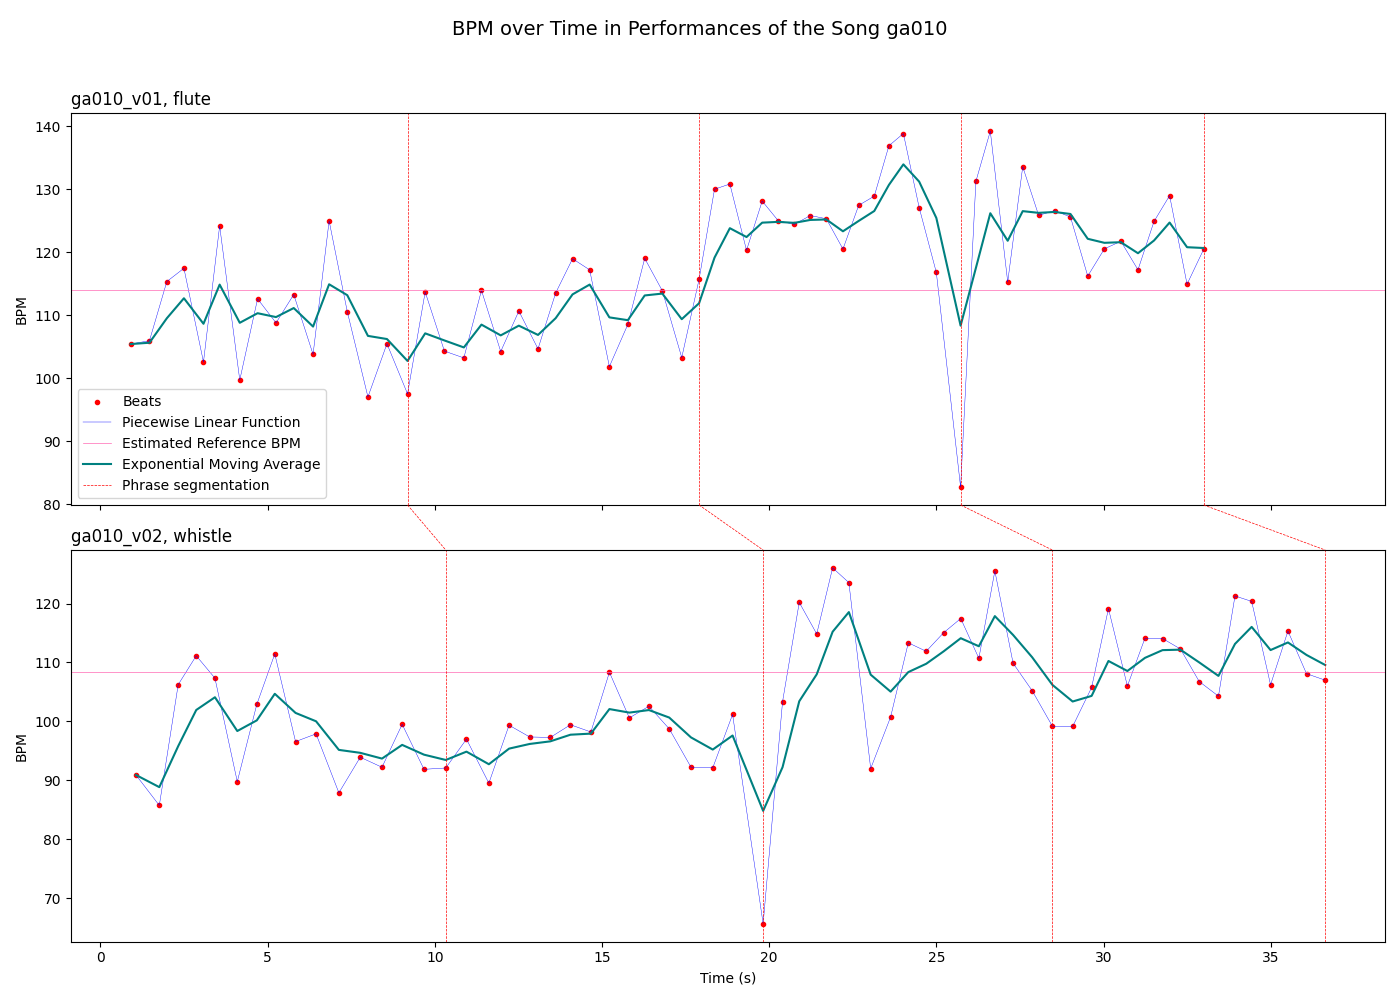 BPM over Time in Performances of the Song ga010
ga010_v01, flute
140
130
120
110
100
90
80
BPM
Beats
Piecewise Linear Function
Estimated Reference BPM
Exponential Moving Average
Phrase segmentation
ga010_v02, whistle
120
110
100
90
80
70
BPM
0 5 10 15 20 25 30 35
Time (s)